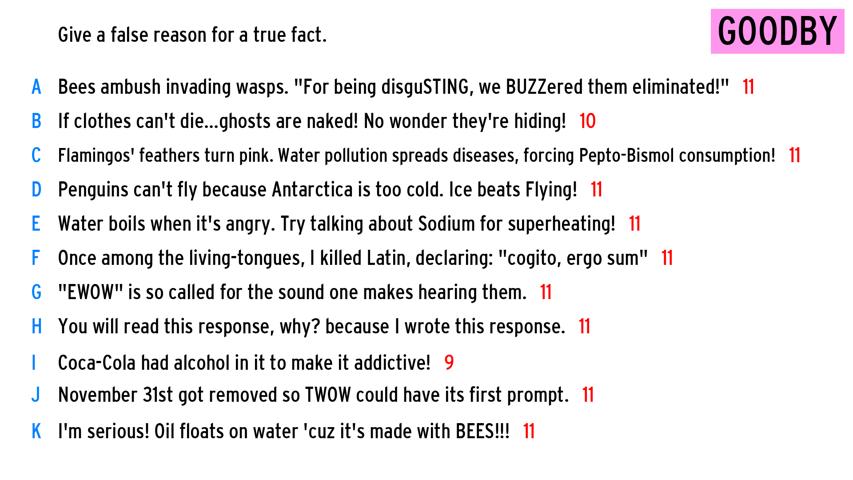 Give a false reason for a true fact.
GOODBY
A Bees ambush invading wasps. "For being disguSTING, we BUZZered them eliminated!" 11
B If clothes can't die...ghosts are naked! No wonder they're hiding! 10
C Flamingos' feathers turn pink. Water pollution spreads diseases, forcing Pepto-Bismol consumption! 11
D Penguins can't fly because Antarctica is too cold. Ice beats Flying! 11
E Water boils when it's angry. Try talking about Sodium for superheating! 11
F Once among the living-tongues, I killed Latin, declaring: "cogito, ergo sum" 11
G "EWOW" is so called for the sound one makes hearing them. 11
H You will read this response, why? because I wrote this response. 11
I Coca-Cola had alcohol in it to make it addictive! 9
J November 31st got removed so TWOW could have its first prompt. 11
K I'm serious! Oil floats on water 'cuz it's made with BEES!!! 11